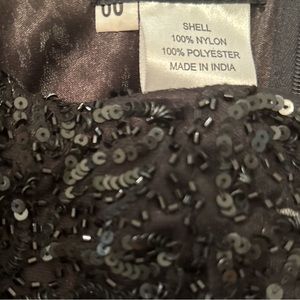 00
SHELL
100% NYLON
100% POLYESTER
MADE IN INDIA